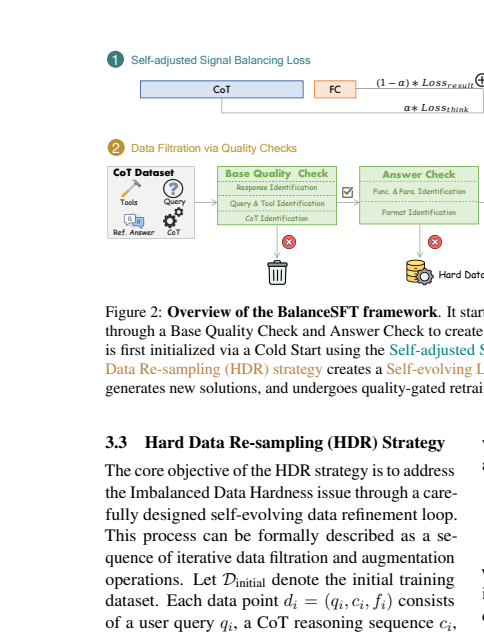 1 Self-adjusted Signal Balancing Loss
CoT
FC
(1 − α) ∗ Loss_result
α∗ Loss_think
2 Data Filtration via Quality Checks
CoT Dataset
Tools
Query
Ref. Answer
CoT
Base Quality Check
Response Identification
Query & Tool Identification
CoT Identification
Answer Check
Func. & Para. Identification
Format Identification
Hard Data
Figure 2: Overview of the BalanceSFT framework. It star
through a Base Quality Check and Answer Check to create
is first initialized via a Cold Start using the Self-adjusted S
Data Re-sampling (HDR) strategy creates a Self-evolving L
generates new solutions, and undergoes quality-gated retrai
3.3 Hard Data Re-sampling (HDR) Strategy
The core objective of the HDR strategy is to address
the Imbalanced Data Hardness issue through a care-
fully designed self-evolving data refinement loop.
This process can be formally described as a se-
quence of iterative data filtration and augmentation
operations. Let 𝒟_initial denote the initial training
dataset. Each data point d_i = (q_i, c_i, f_i) consists
of a user query q_i, a CoT reasoning sequence c_i,